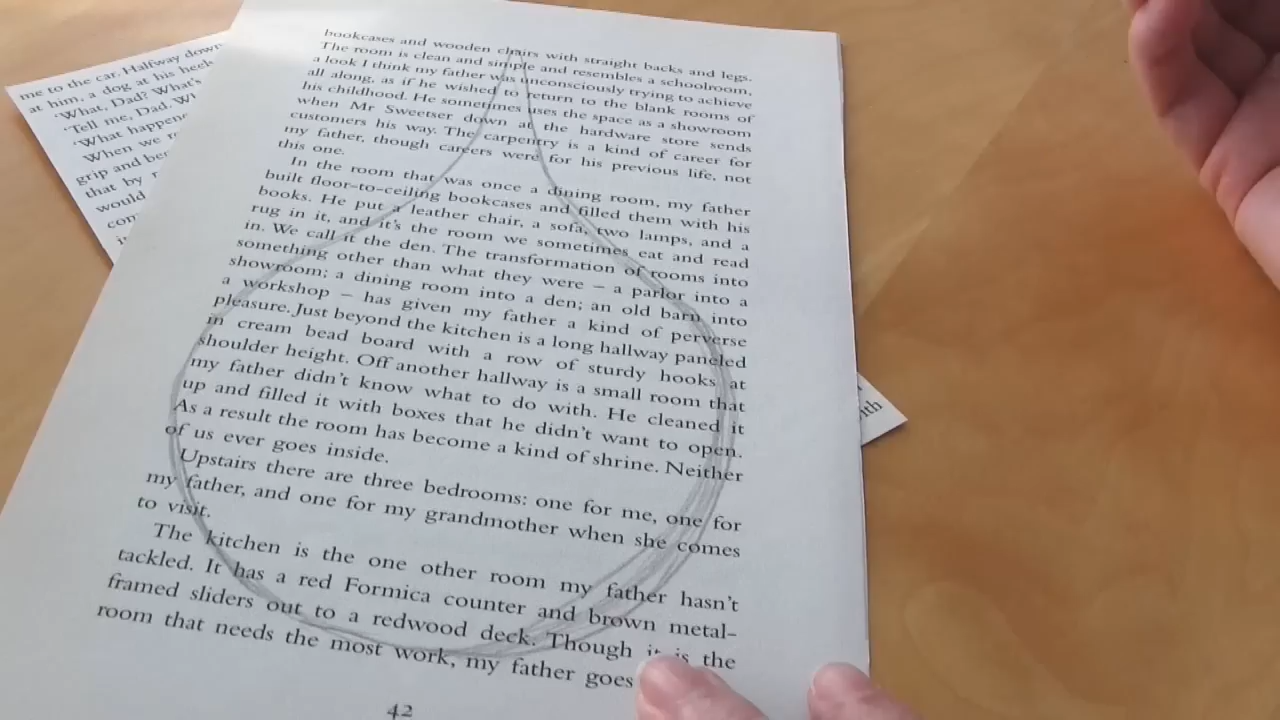 me to the car. Halfway down
at him, a dog at his heels
'What, Dad? What's
'Tell me, Dad.
'What happene
When we
grip and
that by
would
bookcases and wooden chairs with straight backs and legs.
The room is clean and simple and resembles a schoolroom,
a look I think my father was unconsciously trying to achieve
all along, as if he wished to return to the blank rooms of
his childhood. He sometimes uses the space as a showroom
when Mr Sweetser down at the hardware store sends
customers his way. The carpentry is a kind of career for
my father, though careers were for his previous life, not
this one.
In the room that was once a dining room, my father
built floor-to-ceiling bookcases and filled them with his
books. He put a leather chair, a sofa, two lamps, and a
rug in it, and it's the room we sometimes eat and read
in. We call it the den. The transformation of rooms into
something other than what they were – a parlor into a
showroom; a dining room into a den; an old barn into
a workshop – has given my father a kind of perverse
pleasure. Just beyond the kitchen is a long hallway paneled
in cream bead board with a row of sturdy hooks at
shoulder height. Off another hallway is a small room that
my father didn't know what to do with. He cleaned it
up and filled it with boxes that he didn't want to open.
As a result the room has become a kind of shrine. Neither
of us ever goes inside.
Upstairs there are three bedrooms: one for me, one for
my father, and one for my grandmother when she comes
to visit.
The kitchen is the one other room my father hasn't
tackled. It has a red Formica counter and brown metal-
framed sliders out to a redwood deck. Though it is the
room that needs the most work, my father goes
42